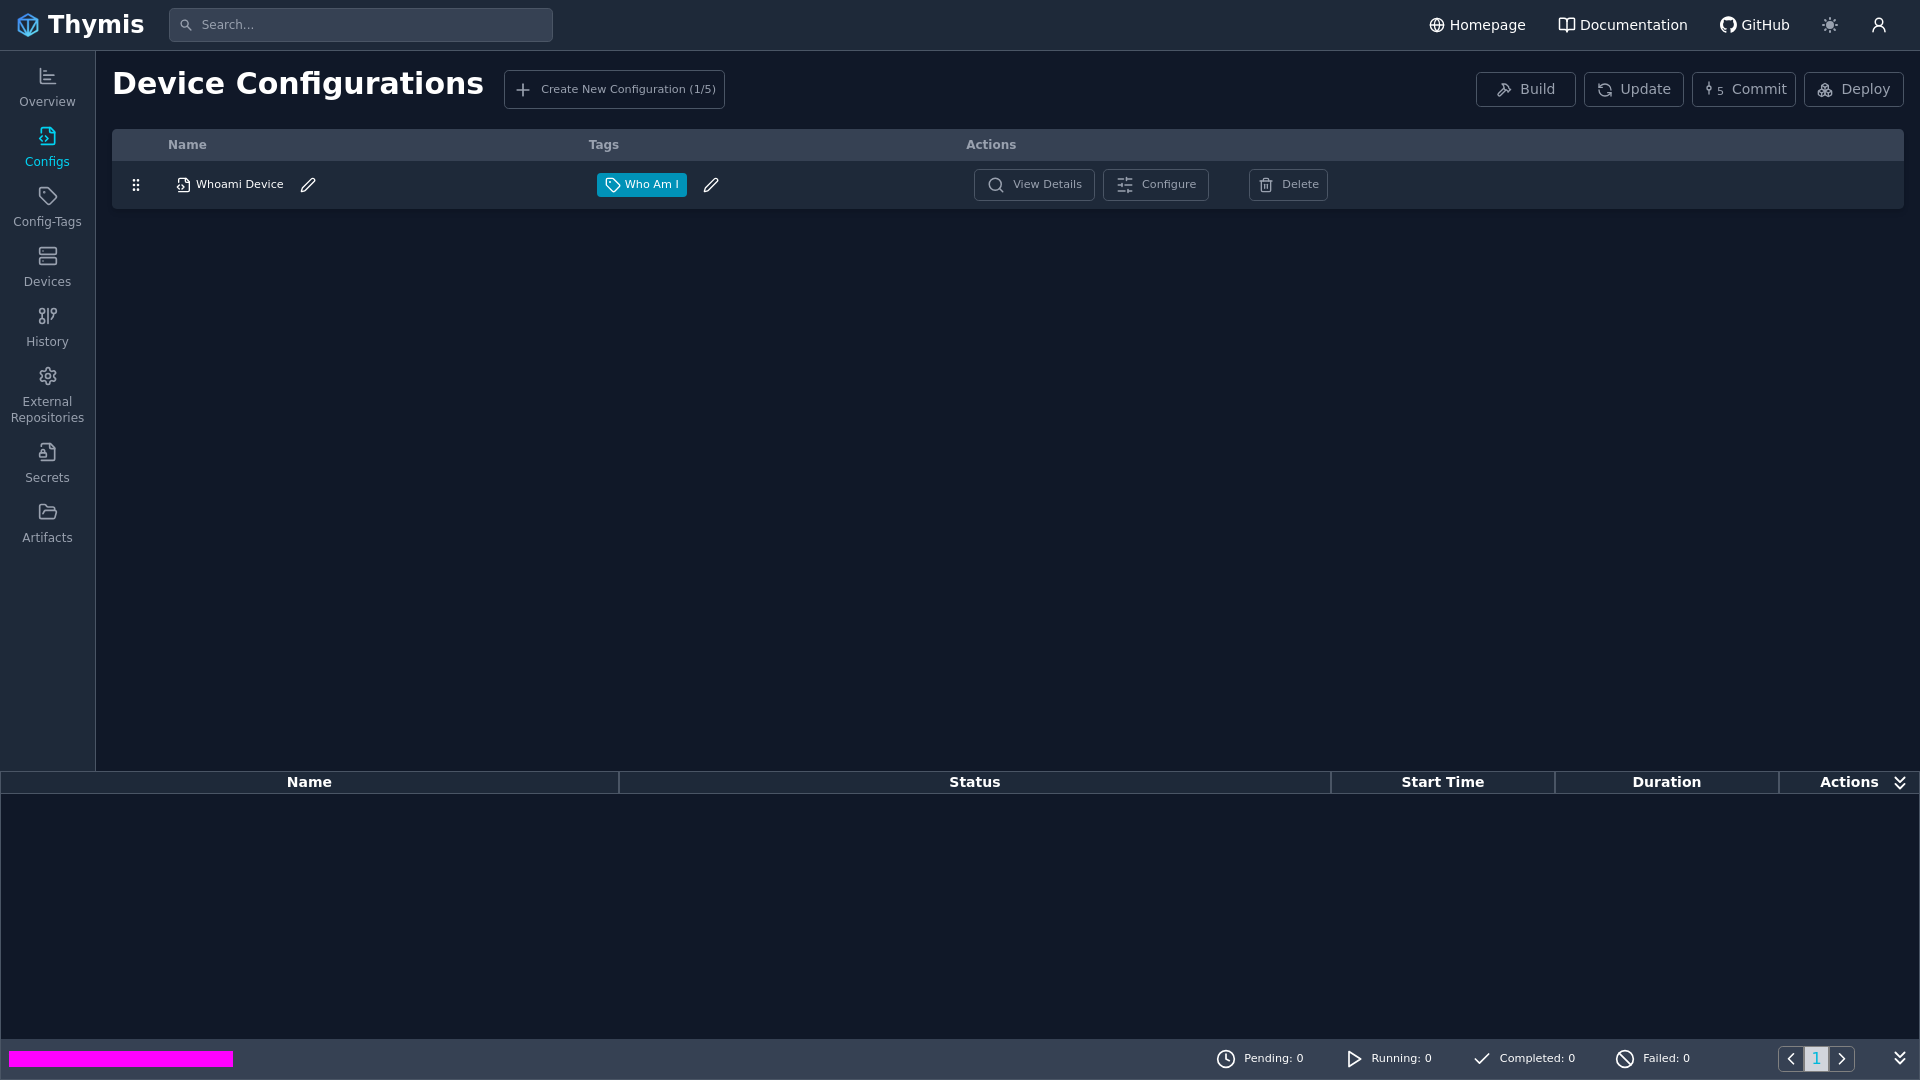 Thymis
Search...
Homepage
Documentation
GitHub
Overview
Configs
Config-Tags
Devices
History
External
Repositories
Secrets
Artifacts
Device Configurations
Create New Configuration (1/5)
Build
Update
5 Commit
Deploy
Name Tags Actions
Whoami Device
Who Am I
View Details
Configure
Delete
Name Status Start Time Duration Actions
Pending: 0
Running: 0
Completed: 0
Failed: 0
1